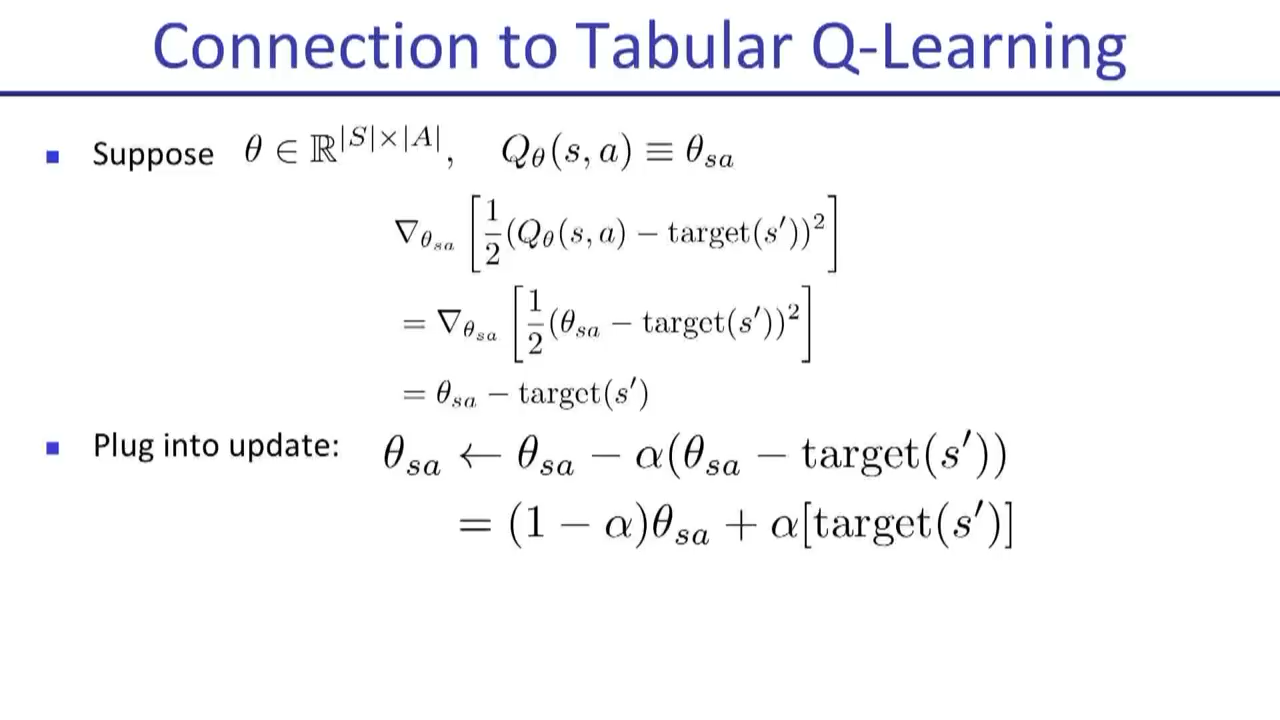 Connection to Tabular Q-Learning
▪ Suppose θ ∈ ℝ^{|S|×|A|}, Q_θ(s, a) ≡ θ_{sa}
∇_{θ_{sa}} [ \frac{1}{2}(Q_θ(s, a) − target(s′))² ]
= ∇_{θ_{sa}} [ \frac{1}{2}(θ_{sa} − target(s′))² ]
= θ_{sa} − target(s′)
▪ Plug into update: θ_{sa} ← θ_{sa} − α(θ_{sa} − target(s′))
= (1 − α)θ_{sa} + α[target(s′)]